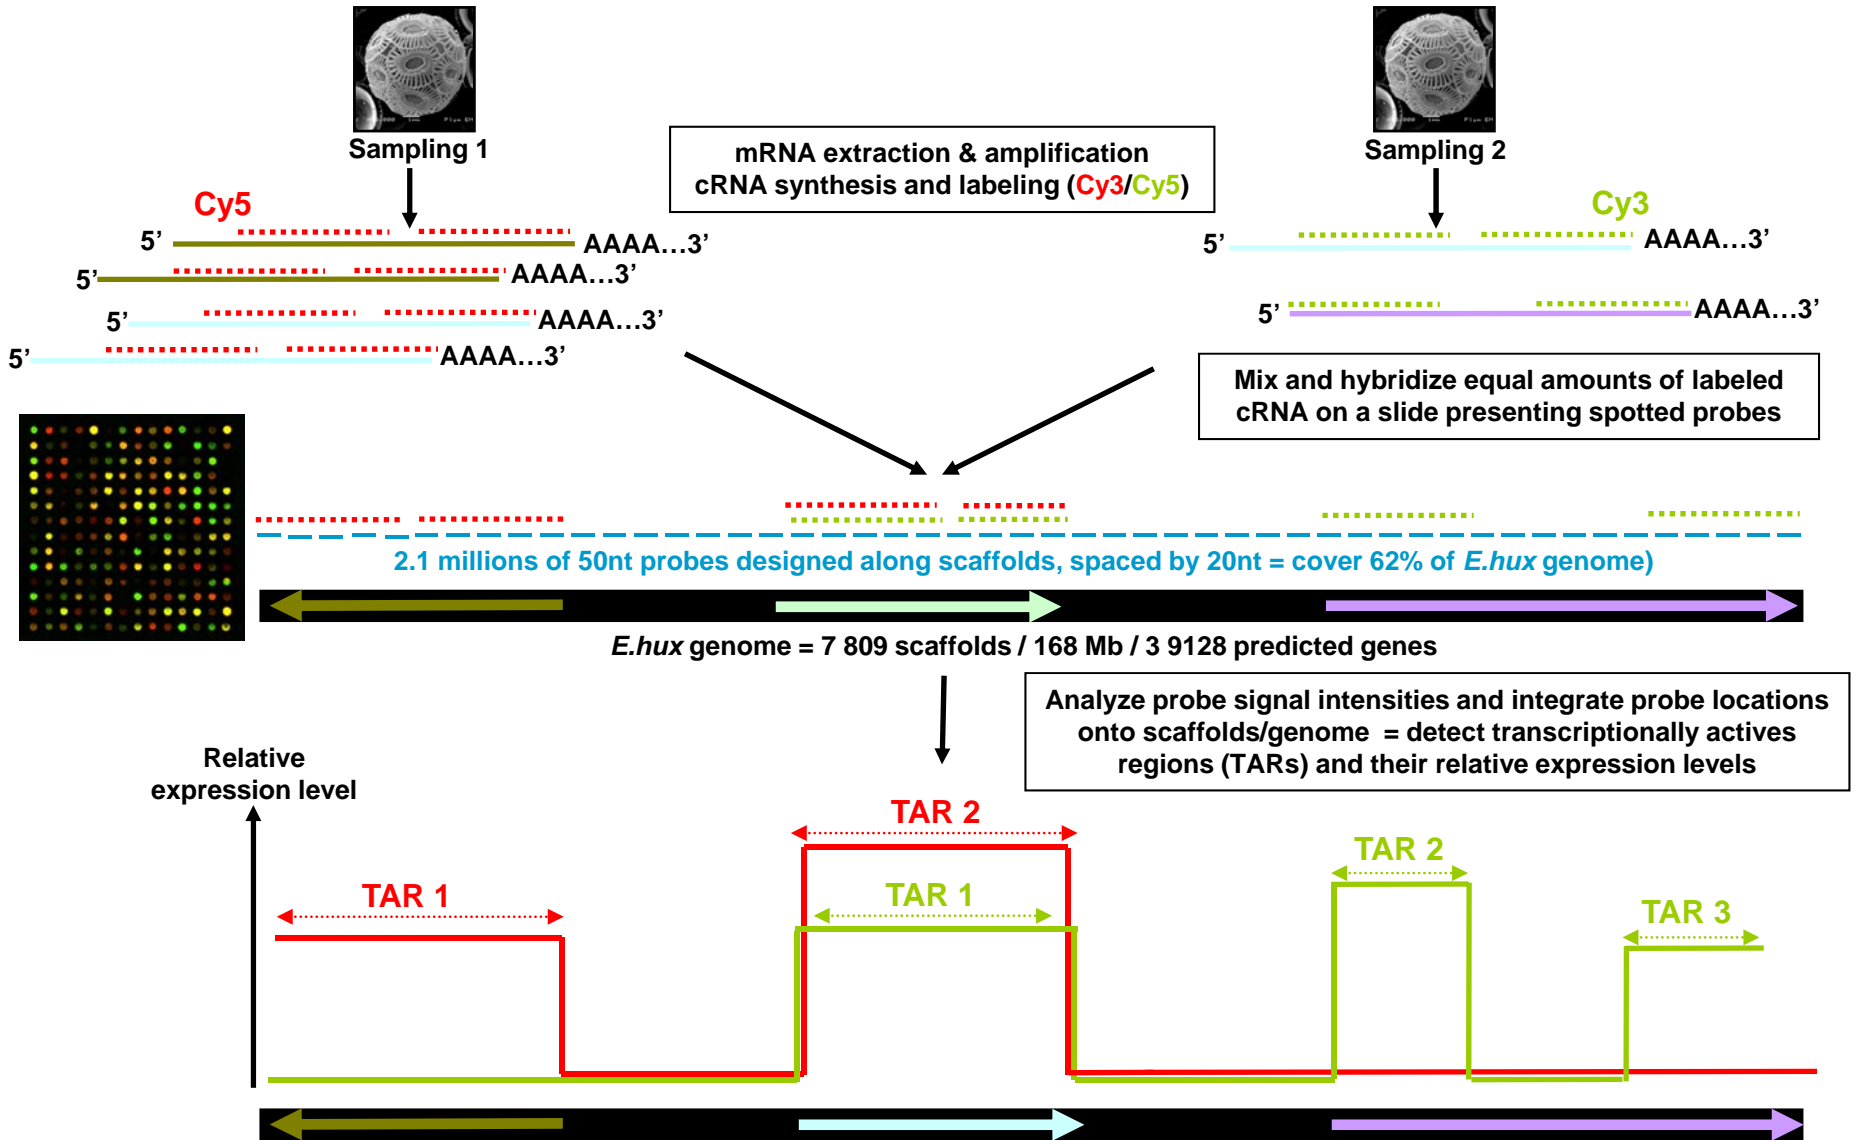 Sampling 1
Sampling 2
mRNA extraction & amplification
cRNA synthesis and labeling (Cy3/Cy5)
Cy5
Cy3
5’ AAAA…3’
5’ AAAA…3’
5’ AAAA…3’
5’ AAAA…3’
5’ AAAA…3’
5’ AAAA…3’
Mix and hybridize equal amounts of labeled
cRNA on a slide presenting spotted probes
2.1 millions of 50nt probes designed along scaffolds, spaced by 20nt = cover 62% of E.hux genome)
E.hux genome = 7 809 scaffolds / 168 Mb / 3 9128 predicted genes
Analyze probe signal intensities and integrate probe locations
onto scaffolds/genome = detect transcriptionally actives
regions (TARs) and their relative expression levels
Relative
expression level
TAR 1
TAR 2
TAR 1
TAR 2
TAR 3